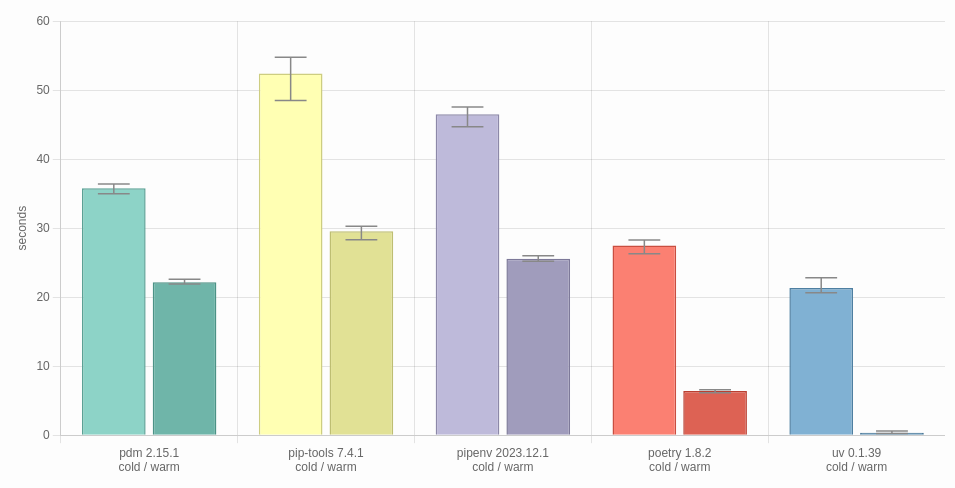 60
50
40
30
20
10
0
seconds
pdm 2.15.1
cold / warm
pip-tools 7.4.1
cold / warm
pipenv 2023.12.1
cold / warm
poetry 1.8.2
cold / warm
uv 0.1.39
cold / warm